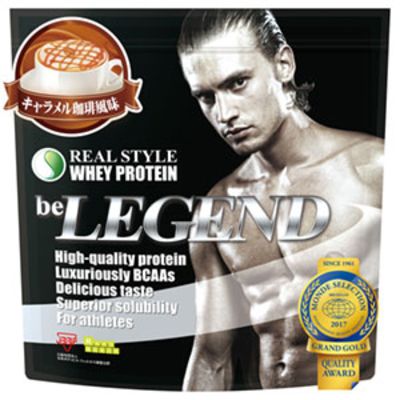 キャラメル珈琲風味
REAL STYLE
WHEY PROTEIN
be LEGEND
High-quality protein
Luxuriously BCAAs
Delicious taste
Superior solubility
For athletes
SINCE 1961
MONDE SELECTION
2017
GRAND GOLD
QUALITY
AWARD